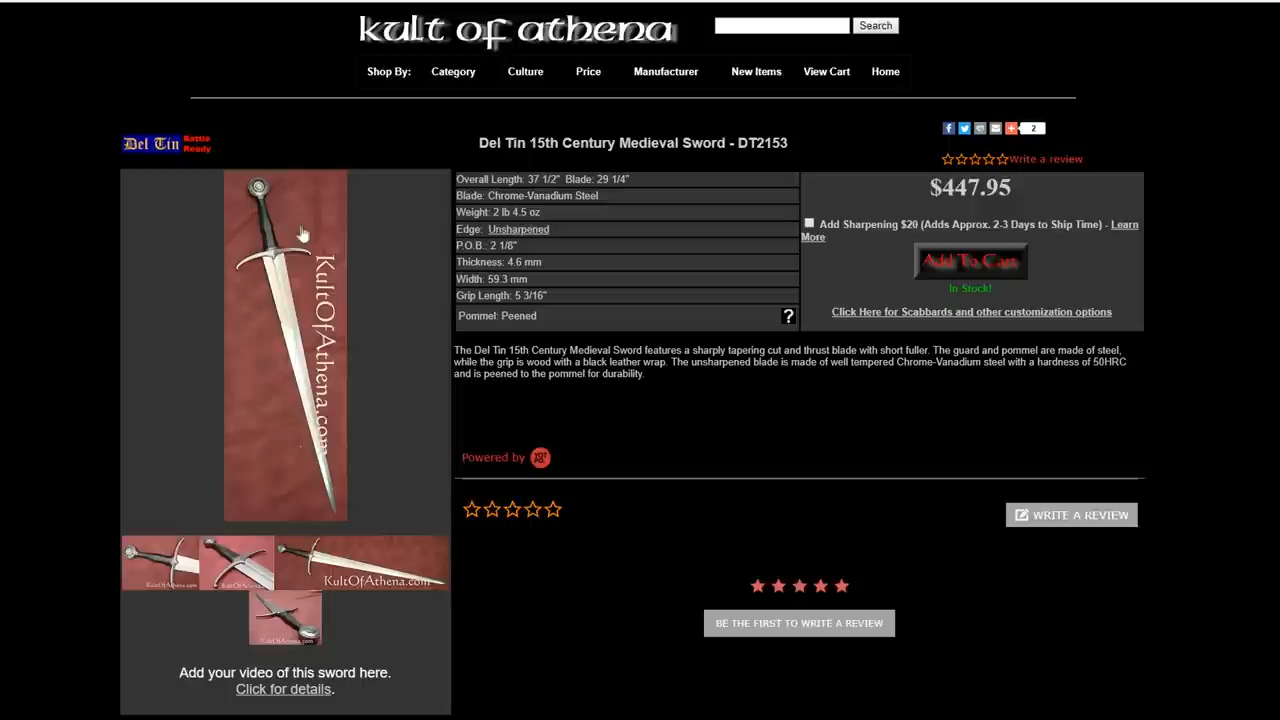 kult of athena
Search
Shop By: Category Culture Price Manufacturer New Items View Cart Home
Del Tin Battle Ready
Del Tin 15th Century Medieval Sword - DT2153
2
Write a review
Overall Length: 37 1/2" Blade: 29 1/4"
Blade: Chrome-Vanadium Steel
Weight: 2 lb 4.5 oz
Edge: Unsharpened
P.O.B.: 2 1/8"
Thickness: 4.6 mm
Width: 59.3 mm
Grip Length: 5 3/16"
Pommel: Peened ?
$447.95
Add Sharpening $20 (Adds Approx. 2-3 Days to Ship Time) - Learn
More
Add To Cart
In Stock!
Click Here for Scabbards and other customization options
KultOfAthena.com
The Del Tin 15th Century Medieval Sword features a sharply tapering cut and thrust blade with short fuller. The guard and pommel are made of steel,
while the grip is wood with a black leather wrap. The unsharpened blade is made of well tempered Chrome-Vanadium steel with a hardness of 50HRC
and is peened to the pommel for durability.
Powered by
WRITE A REVIEW
BE THE FIRST TO WRITE A REVIEW
KultOfAthena.com
KultOfAthena.com
KultOfAthena.com
KultOfAthena.com
Add your video of this sword here.
Click for details.